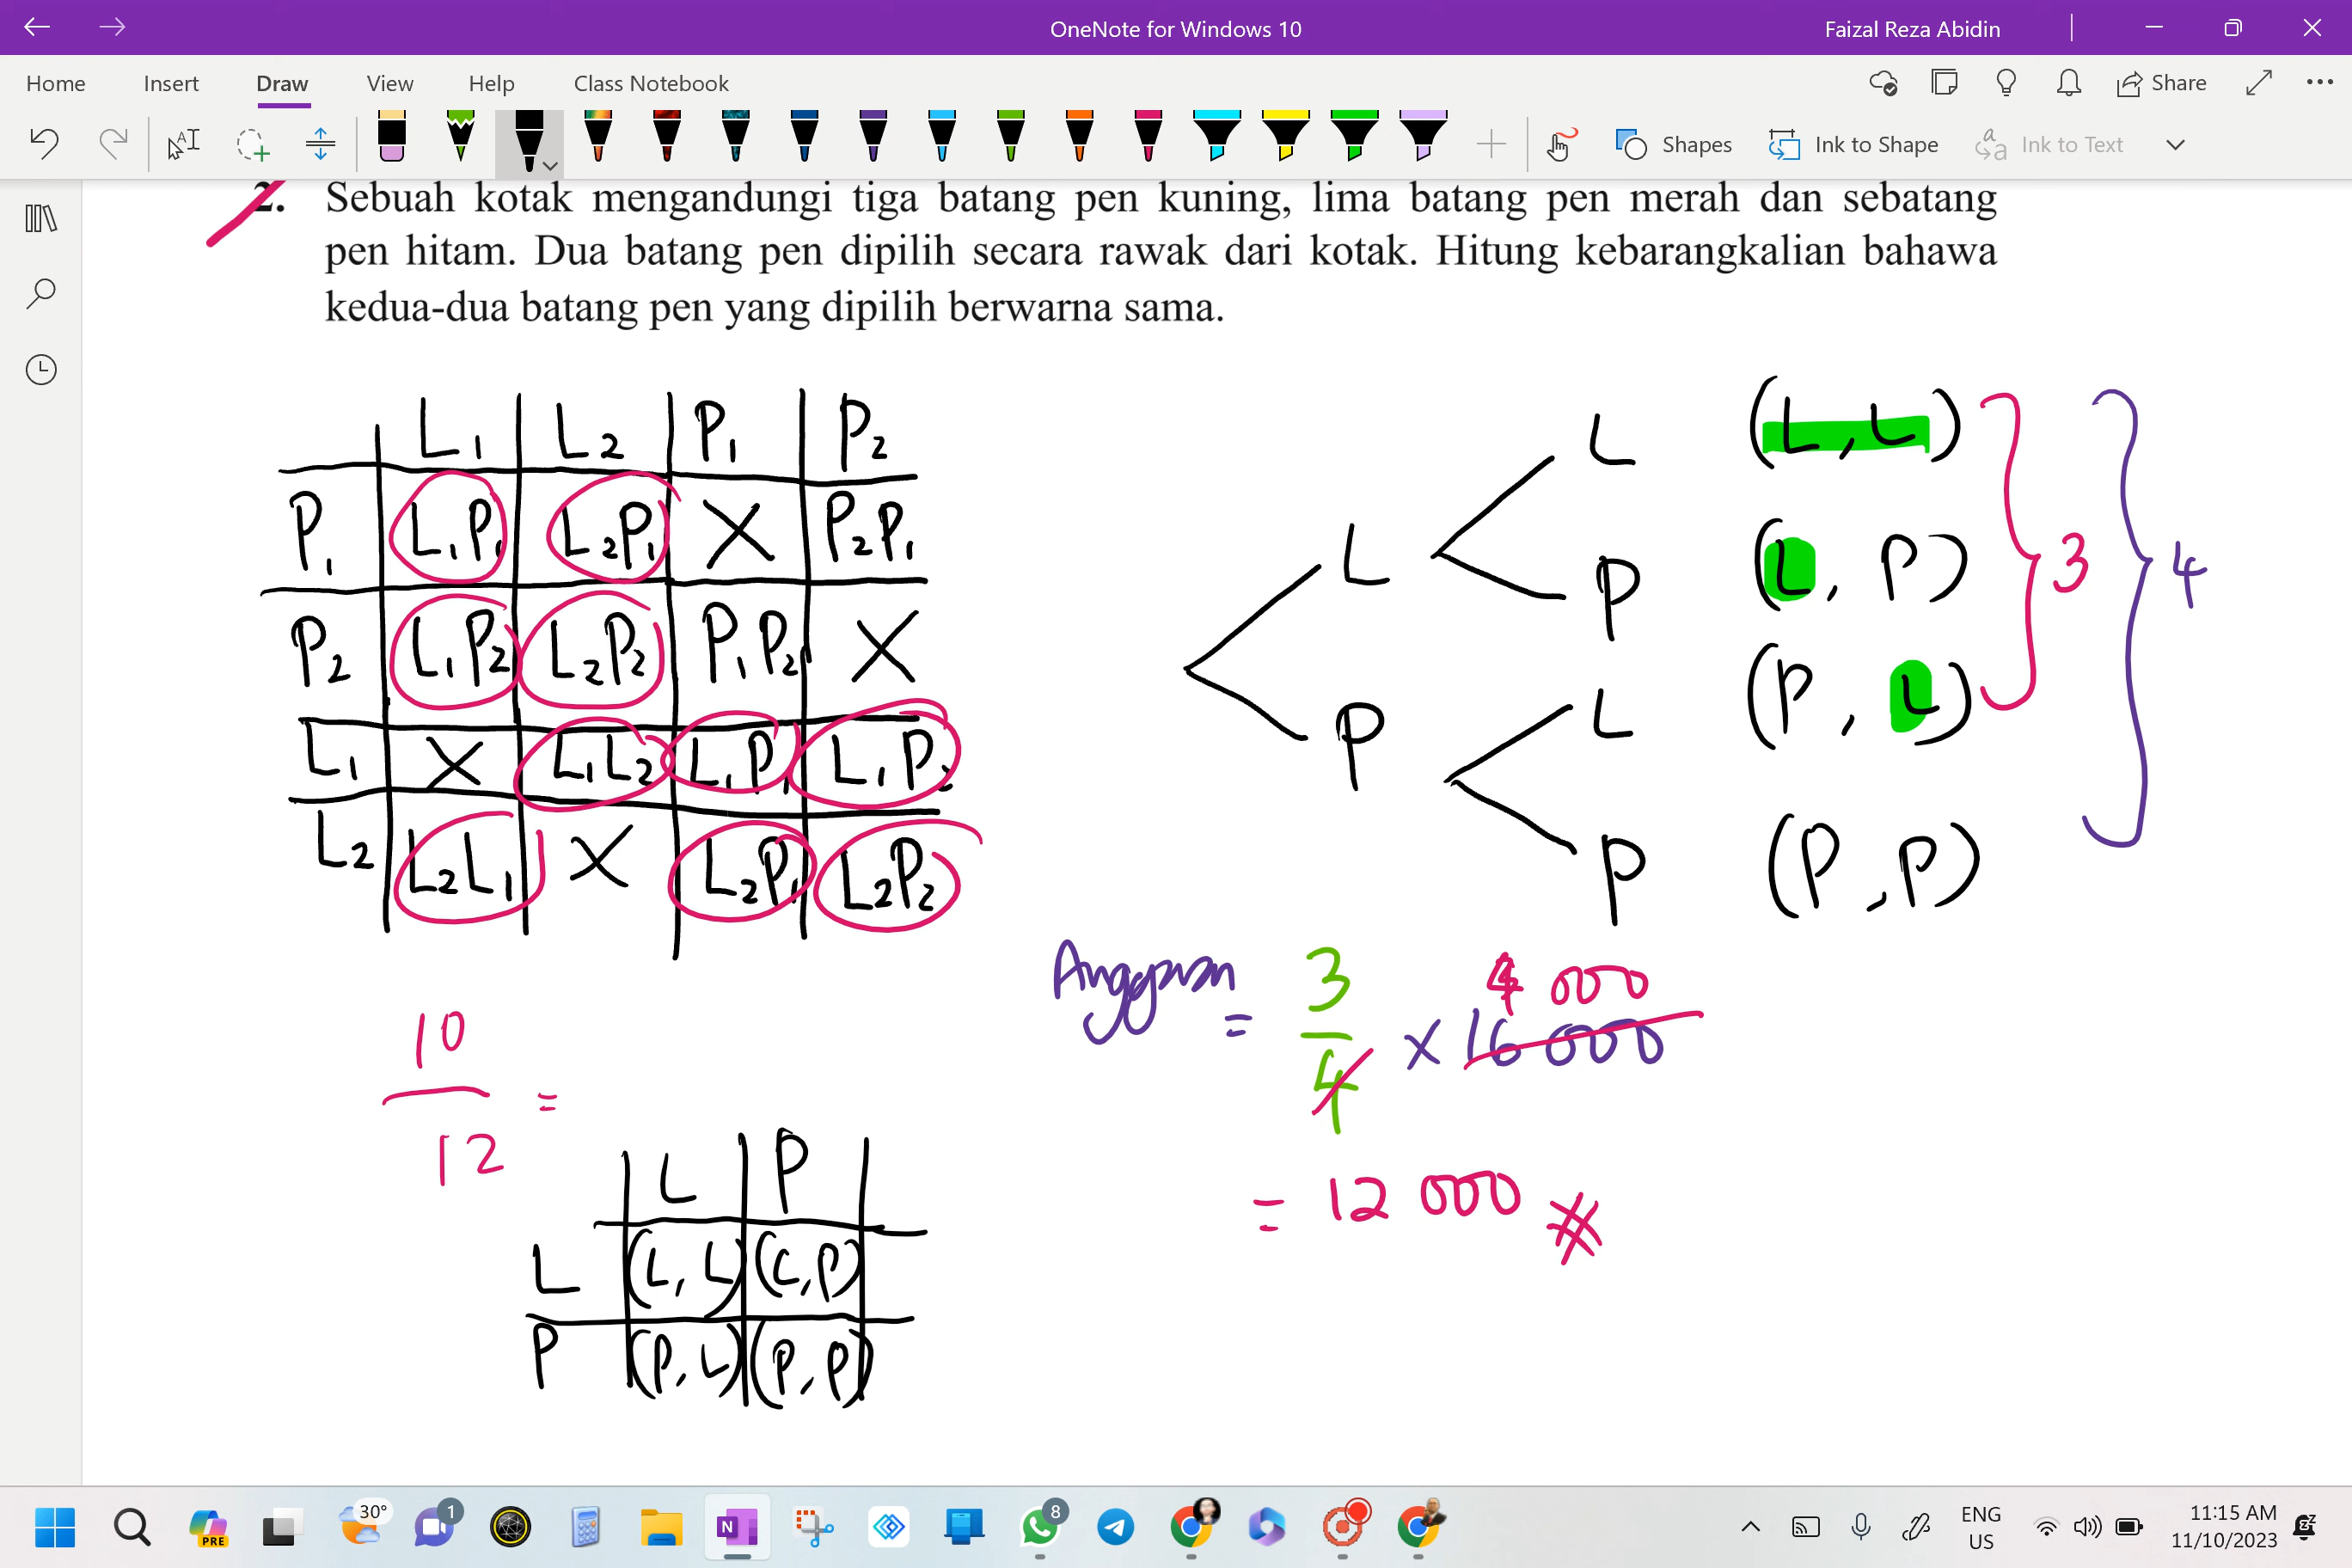 OneNote for Windows 10
Faizal Reza Abidin
Home Insert Draw View Help Class Notebook
Share
Shapes Ink to Shape Ink to Text
2. Sebuah kotak mengandungi tiga batang pen kuning, lima batang pen merah dan sebatang
pen hitam. Dua batang pen dipilih secara rawak dari kotak. Hitung kebarangkalian bahawa
kedua-dua batang pen yang dipilih berwarna sama.
L₁ L₂ P₁ P₂
P₁ L₁P₁ L₂P₁ X P₂P₁
P₂ L₁P₂ L₂P₂ P₁P₂ X
L₁ X L₁L₂ L₁P₁ L₁P₂
L₂ L₂L₁ X L₂P₁ L₂P₂
10
12 =
L P
L (L, L) (L, P)
P (P, L) (P, P)
L L (L, L)
P (L, P)
P L (P, L)
P (P, P)
3
4
= 3/4 x 16 000
4 000
= 12 000 #
30°
1
PRE
8
ENG
US
11:15 AM
11/10/2023